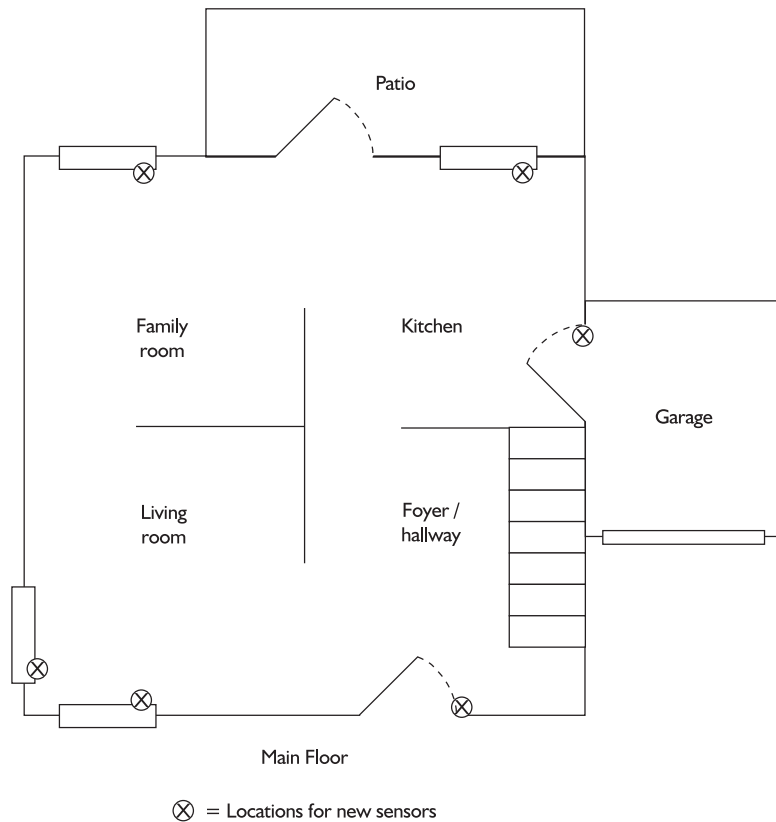 Patio
Family
room
Kitchen
Garage
Living
room
Foyer /
hallway
Main Floor
= Locations for new sensors